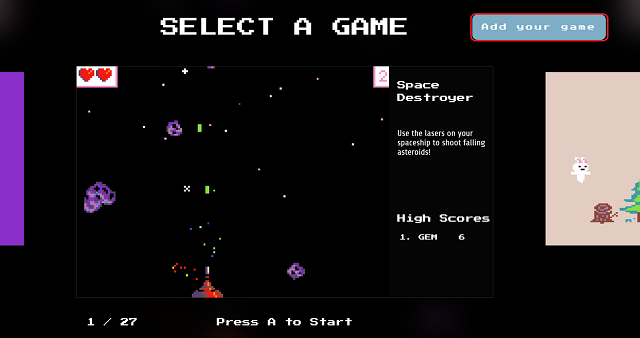 SELECT A GAME
Add your game
2
Space
Destroyer
Use the lasers on your
spaceship to shoot falling
asteroids!
High Scores
1. GEM 6
1 / 27
Press A to Start